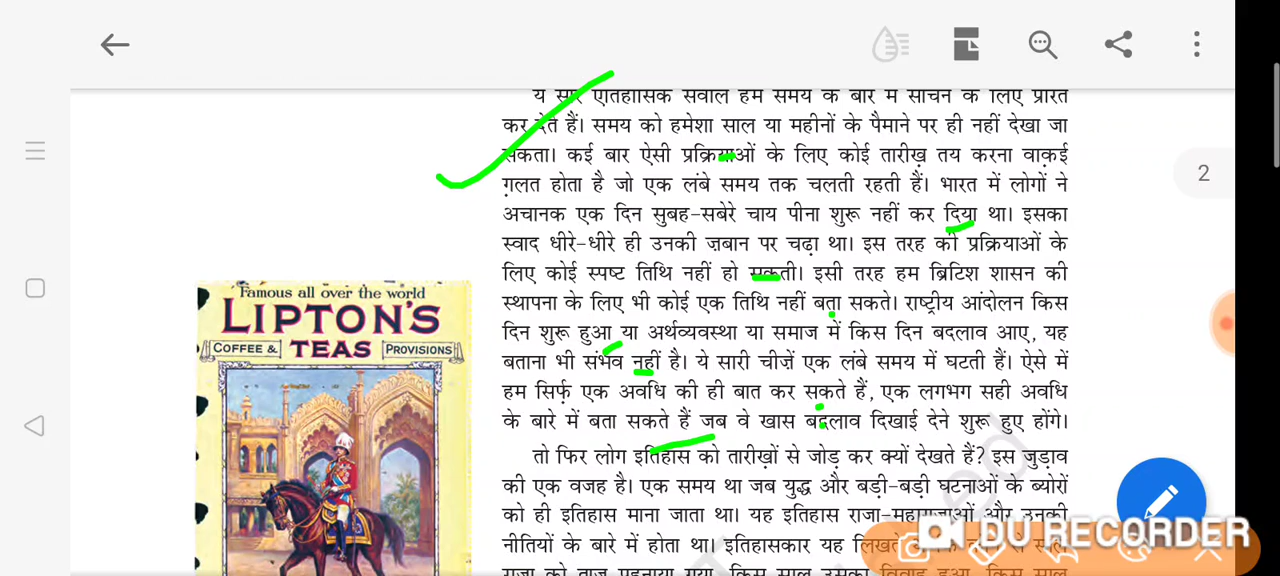 ये सारे ऐतिहासिक सवाल हमें समय के बारे में सोचने के लिए प्रेरित
कर देते हैं। समय को हमेशा साल या महीनों के पैमाने पर ही नहीं देखा जा
सकता। कई बार ऐसी प्रक्रियाओं के लिए कोई तारीख़ तय करना वाक़ई
ग़लत होता है जो एक लंबे समय तक चलती रहती हैं। भारत में लोगों ने
अचानक एक दिन सुबह-सबेरे चाय पीना शुरू नहीं कर दिया था। इसका
स्वाद धीरे-धीरे ही उनकी ज़बान पर चढ़ा था। इस तरह की प्रक्रियाओं के
लिए कोई स्पष्ट तिथि नहीं हो सकती। इसी तरह हम ब्रिटिश शासन की
स्थापना के लिए भी कोई एक तिथि नहीं बता सकते। राष्ट्रीय आंदोलन किस
दिन शुरू हुआ या अर्थव्यवस्था या समाज में किस दिन बदलाव आए, यह
बताना भी संभव नहीं है। ये सारी चीज़ें एक लंबे समय में घटती हैं। ऐसे में
हम सिर्फ़ एक अवधि की ही बात कर सकते हैं, एक लगभग सही अवधि
के बारे में बता सकते हैं जब वे खास बदलाव दिखाई देने शुरू हुए होंगे।
तो फिर लोग इतिहास को तारीख़ों से जोड़ कर क्यों देखते हैं? इस जुड़ाव
की एक वजह है। एक समय था जब युद्ध और बड़ी-बड़ी घटनाओं के ब्योरों
को ही इतिहास माना जाता था। यह इतिहास राजा-महाराजाओं और उनकी
नीतियों के बारे में होता था। इतिहासकार यह लिखते
राजा को ताज पहनाया गया, किस साल उसका विवाह हुआ, किस साल
2
Famous all over the world
LIPTON'S
COFFEE & TEAS PROVISIONS
DU RECORDER